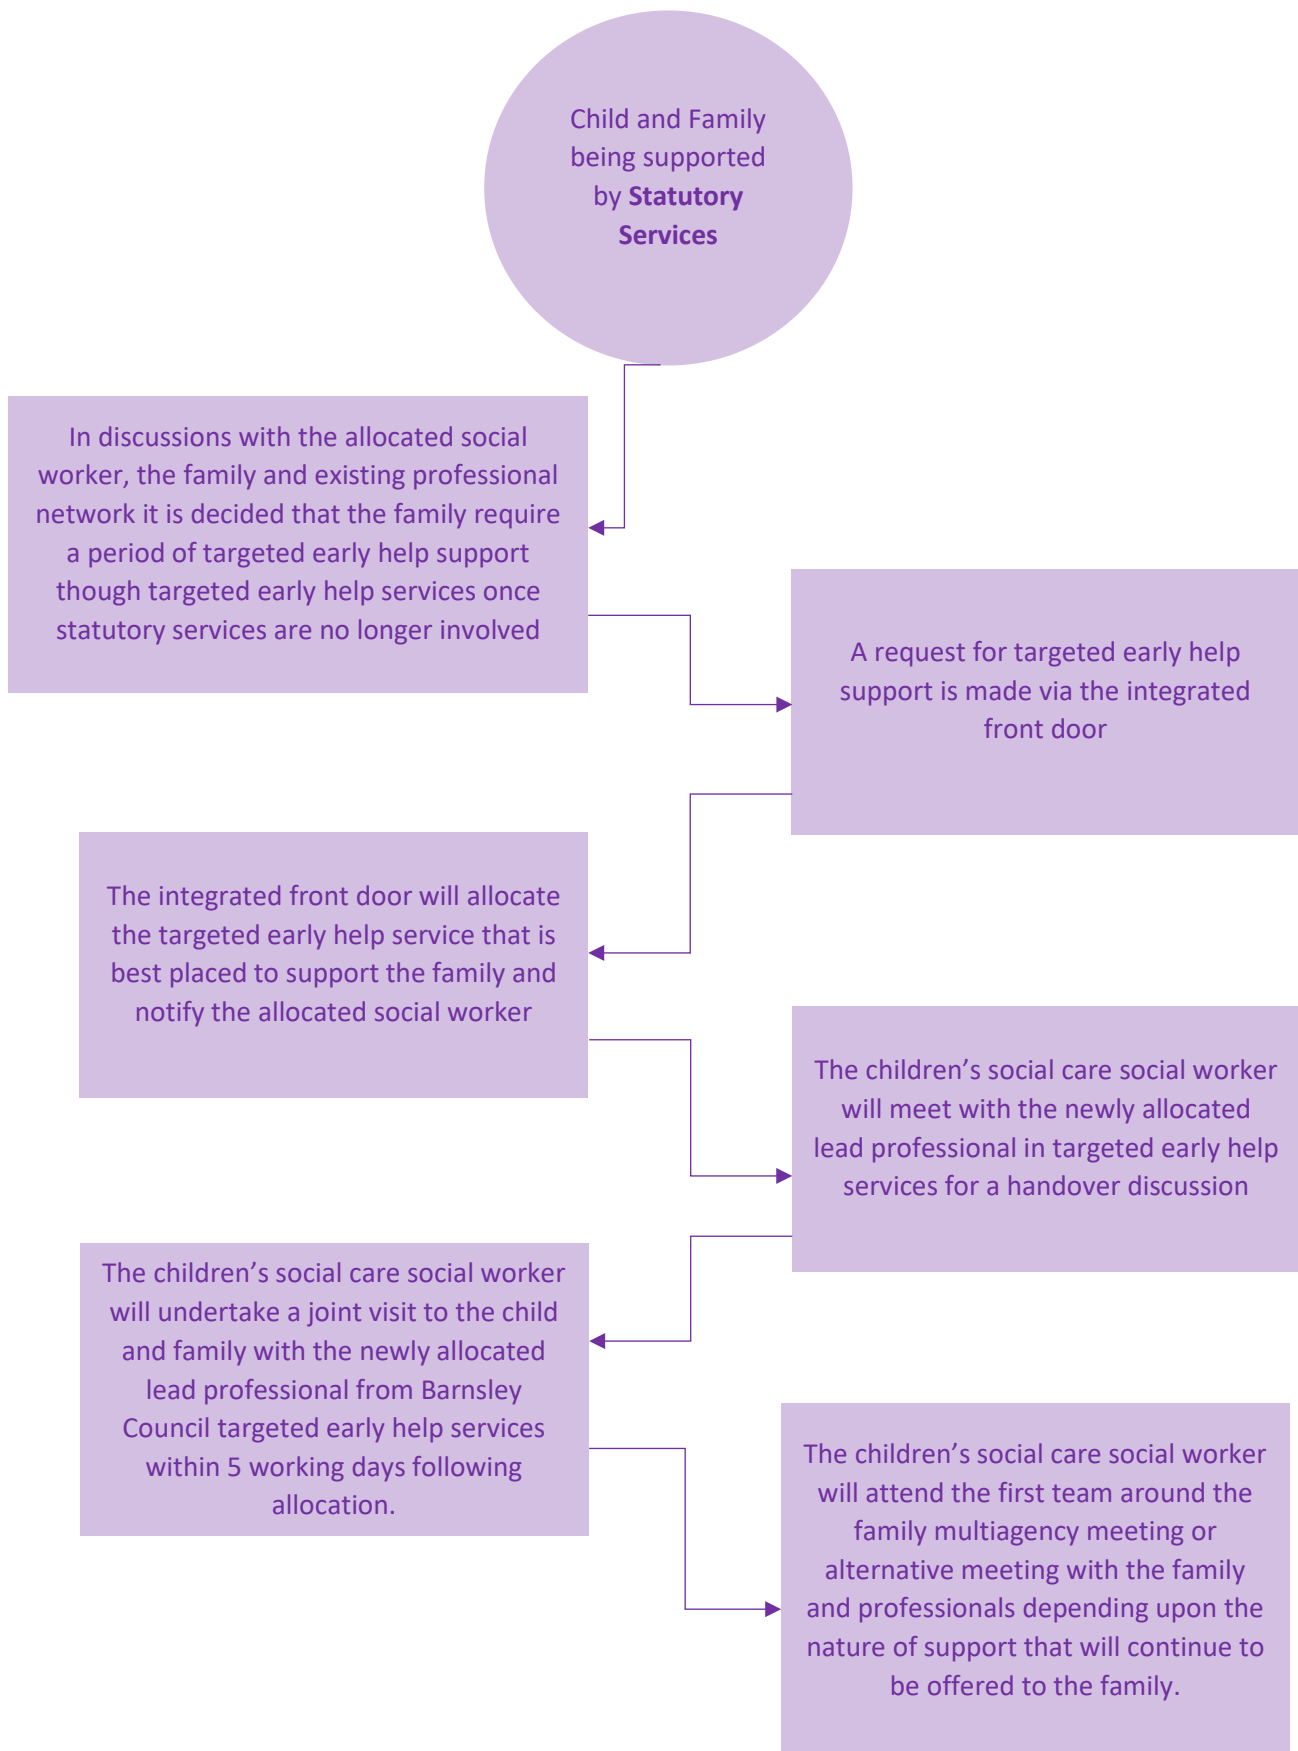 Child and Family
being supported
by Statutory
Services
In discussions with the allocated social
worker, the family and existing professional
network it is decided that the family require
a period of targeted early help support
though targeted early help services once
statutory services are no longer involved
A request for targeted early help
support is made via the integrated
front door
The integrated front door will allocate
the targeted early help service that is
best placed to support the family and
notify the allocated social worker
The children’s social care social worker
will meet with the newly allocated
lead professional in targeted early help
services for a handover discussion
The children’s social care social worker
will undertake a joint visit to the child
and family with the newly allocated
lead professional from Barnsley
Council targeted early help services
within 5 working days following
allocation.
The children’s social care social worker
will attend the first team around the
family multiagency meeting or
alternative meeting with the family
and professionals depending upon the
nature of support that will continue to
be offered to the family.